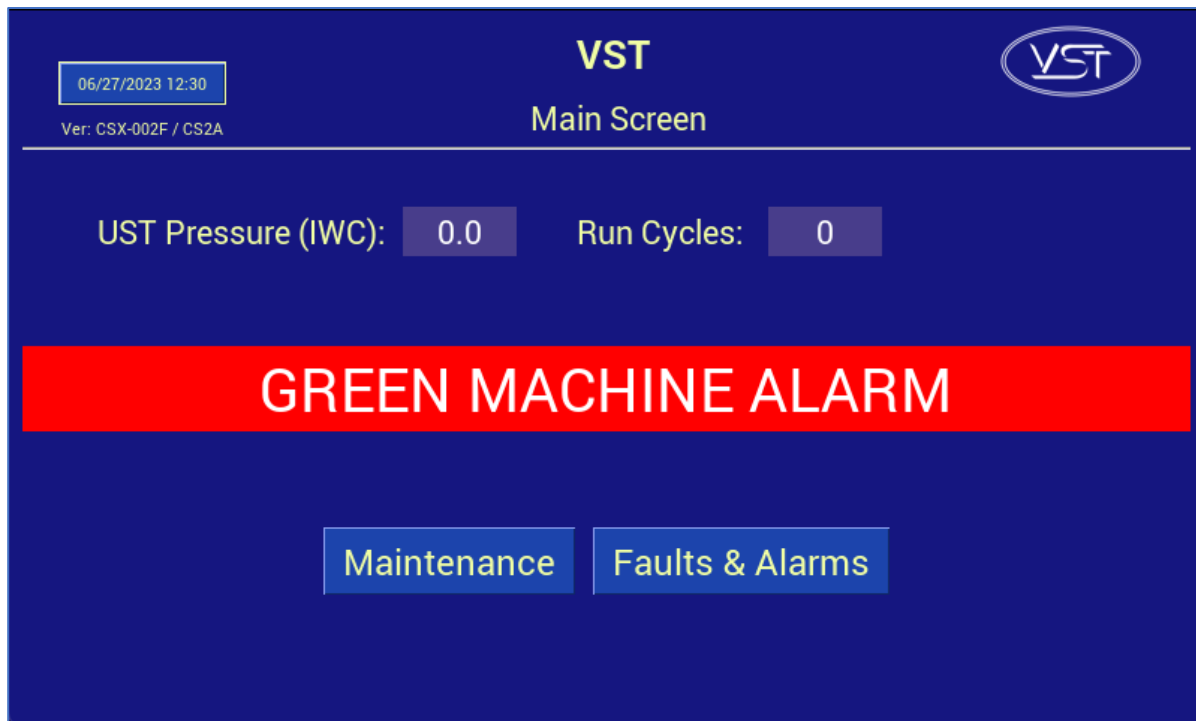 VST
VST
06/27/2023 12:30
Main Screen
Ver: CSX-002F / CS2A
UST Pressure (IWC): 0.0 Run Cycles: 0
GREEN MACHINE ALARM
Maintenance Faults & Alarms